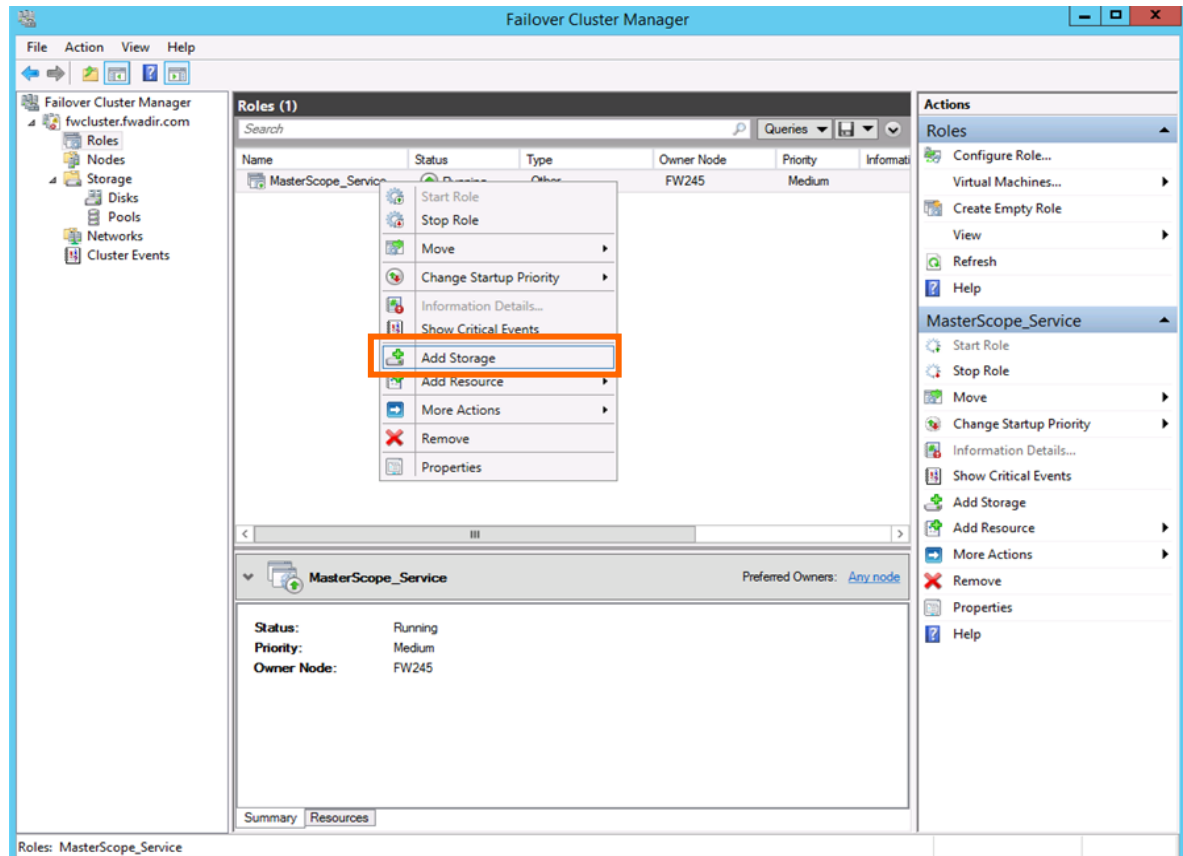 Failover Cluster Manager
File Action View Help
Failover Cluster Manager
fwcluster.fwadir.com
Roles
Nodes
Storage
Disks
Pools
Networks
Cluster Events
Roles (1)
Search
Queries
Name Status Type Owner Node Priority Informati
MasterScope_Service Running Other FW245 Medium
Start Role
Stop Role
Move
Change Startup Priority
Information Details...
Show Critical Events
Add Storage
Add Resource
More Actions
Remove
Properties
MasterScope_Service Preferred Owners: Any node
Status: Running
Priority: Medium
Owner Node: FW245
Summary Resources
Actions
Roles
Configure Role...
Virtual Machines...
Create Empty Role
View
Refresh
Help
MasterScope_Service
Start Role
Stop Role
Move
Change Startup Priority
Information Details...
Show Critical Events
Add Storage
Add Resource
More Actions
Remove
Properties
Help
Roles: MasterScope_Service